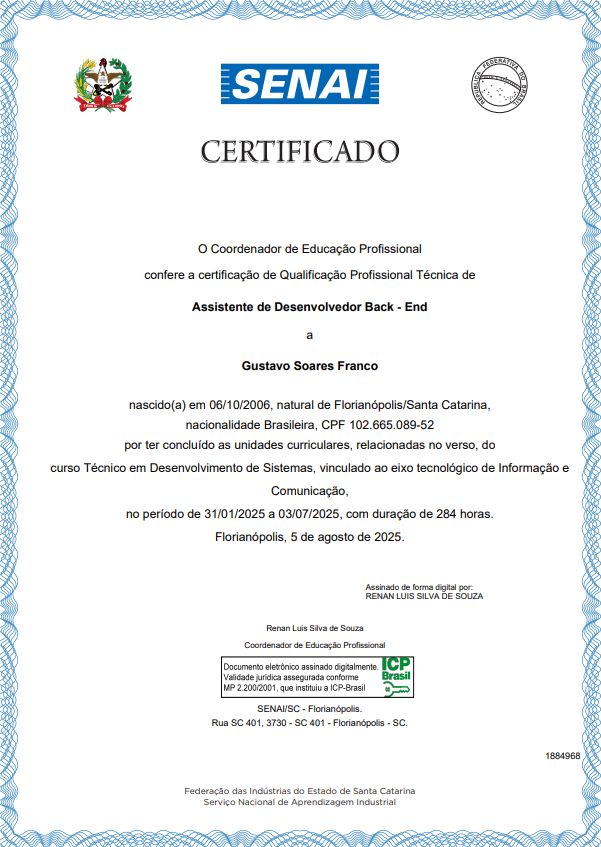 SENAI
REPÚBLICA FEDERATIVA DO BRASIL
CERTIFICADO
O Coordenador de Educação Profissional
confere a certificação de Qualificação Profissional Técnica de
Assistente de Desenvolvedor Back - End
a
Gustavo Soares Franco
nascido(a) em 06/10/2006, natural de Florianópolis/Santa Catarina,
nacionalidade Brasileira, CPF 102.665.089-52
por ter concluído as unidades curriculares, relacionadas no verso, do
curso Técnico em Desenvolvimento de Sistemas, vinculado ao eixo tecnológico de Informação e
Comunicação,
no período de 31/01/2025 a 03/07/2025, com duração de 284 horas.
Florianópolis, 5 de agosto de 2025.
Assinado de forma digital por:
RENAN LUIS SILVA DE SOUZA
Renan Luis Silva de Souza
Coordenador de Educação Profissional
Documento eletrônico assinado digitalmente.
Validade jurídica assegurada conforme
MP 2.200/2001, que instituiu a ICP-Brasil
ICP
Brasil
SENAI/SC - Florianópolis.
Rua SC 401, 3730 - SC 401 - Florianópolis - SC.
1884968
Federação das Indústrias do Estado de Santa Catarina
Serviço Nacional de Aprendizagem Industrial